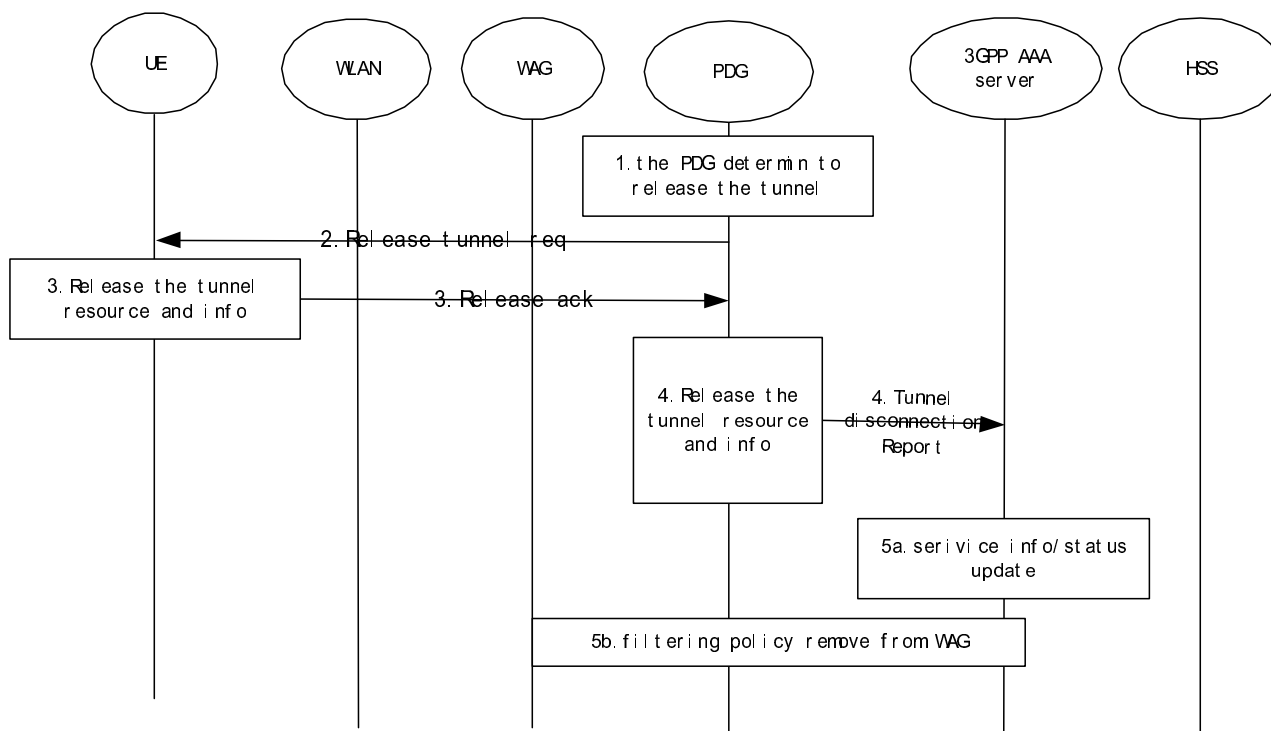 UE
WLAN
WAG
PDG
3GPP AAA
server
HSS
1. the PDG determin to
release the tunnel
2. Release tunnel req
3. Release the tunnel
resource and info
3. Release ack
4. Release the
tunnel resource
and info
4. Tunnel
disconnection
Report
5a. serivice info/status
update
5b. filtering policy remove from WAG